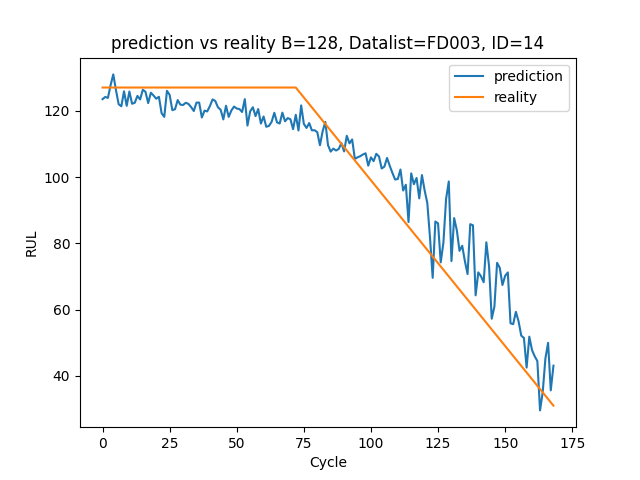 prediction vs reality B=128, Datalist=FD003, ID=14
prediction
reality
120
100
80
60
40
RUL
0 25 50 75 100 125 150 175
Cycle